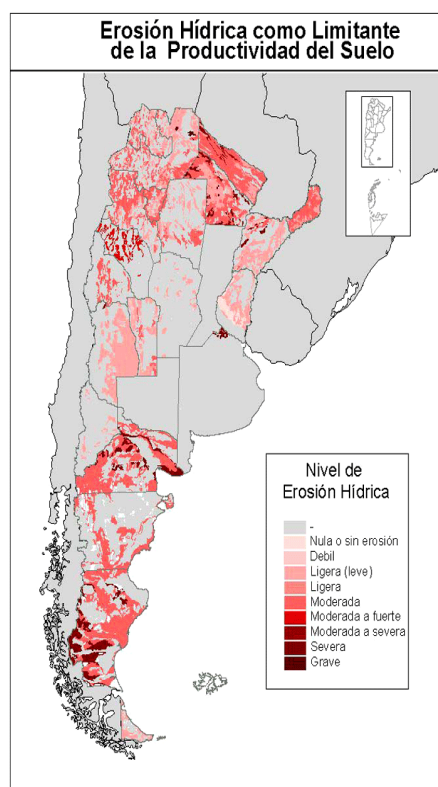 Erosión Hídrica como Limitante
de la Productividad del Suelo
Nivel de
Erosión Hídrica
-
Nula o sin erosión
Debil
Ligera (leve)
Ligera
Moderada
Moderada a fuerte
Moderada a severa
Severa
Grave